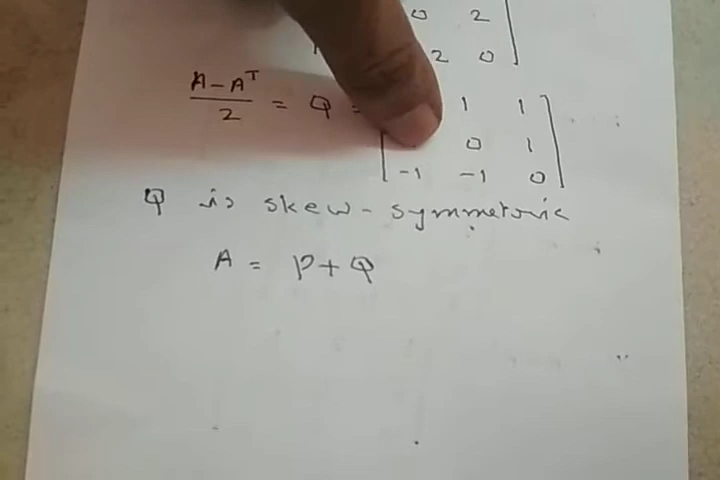 0 2
2 0
A - Aᵀ / 2 = Q = 1 1
0 1
-1 -1 0
Q is skew-symmetric
A = P+Q